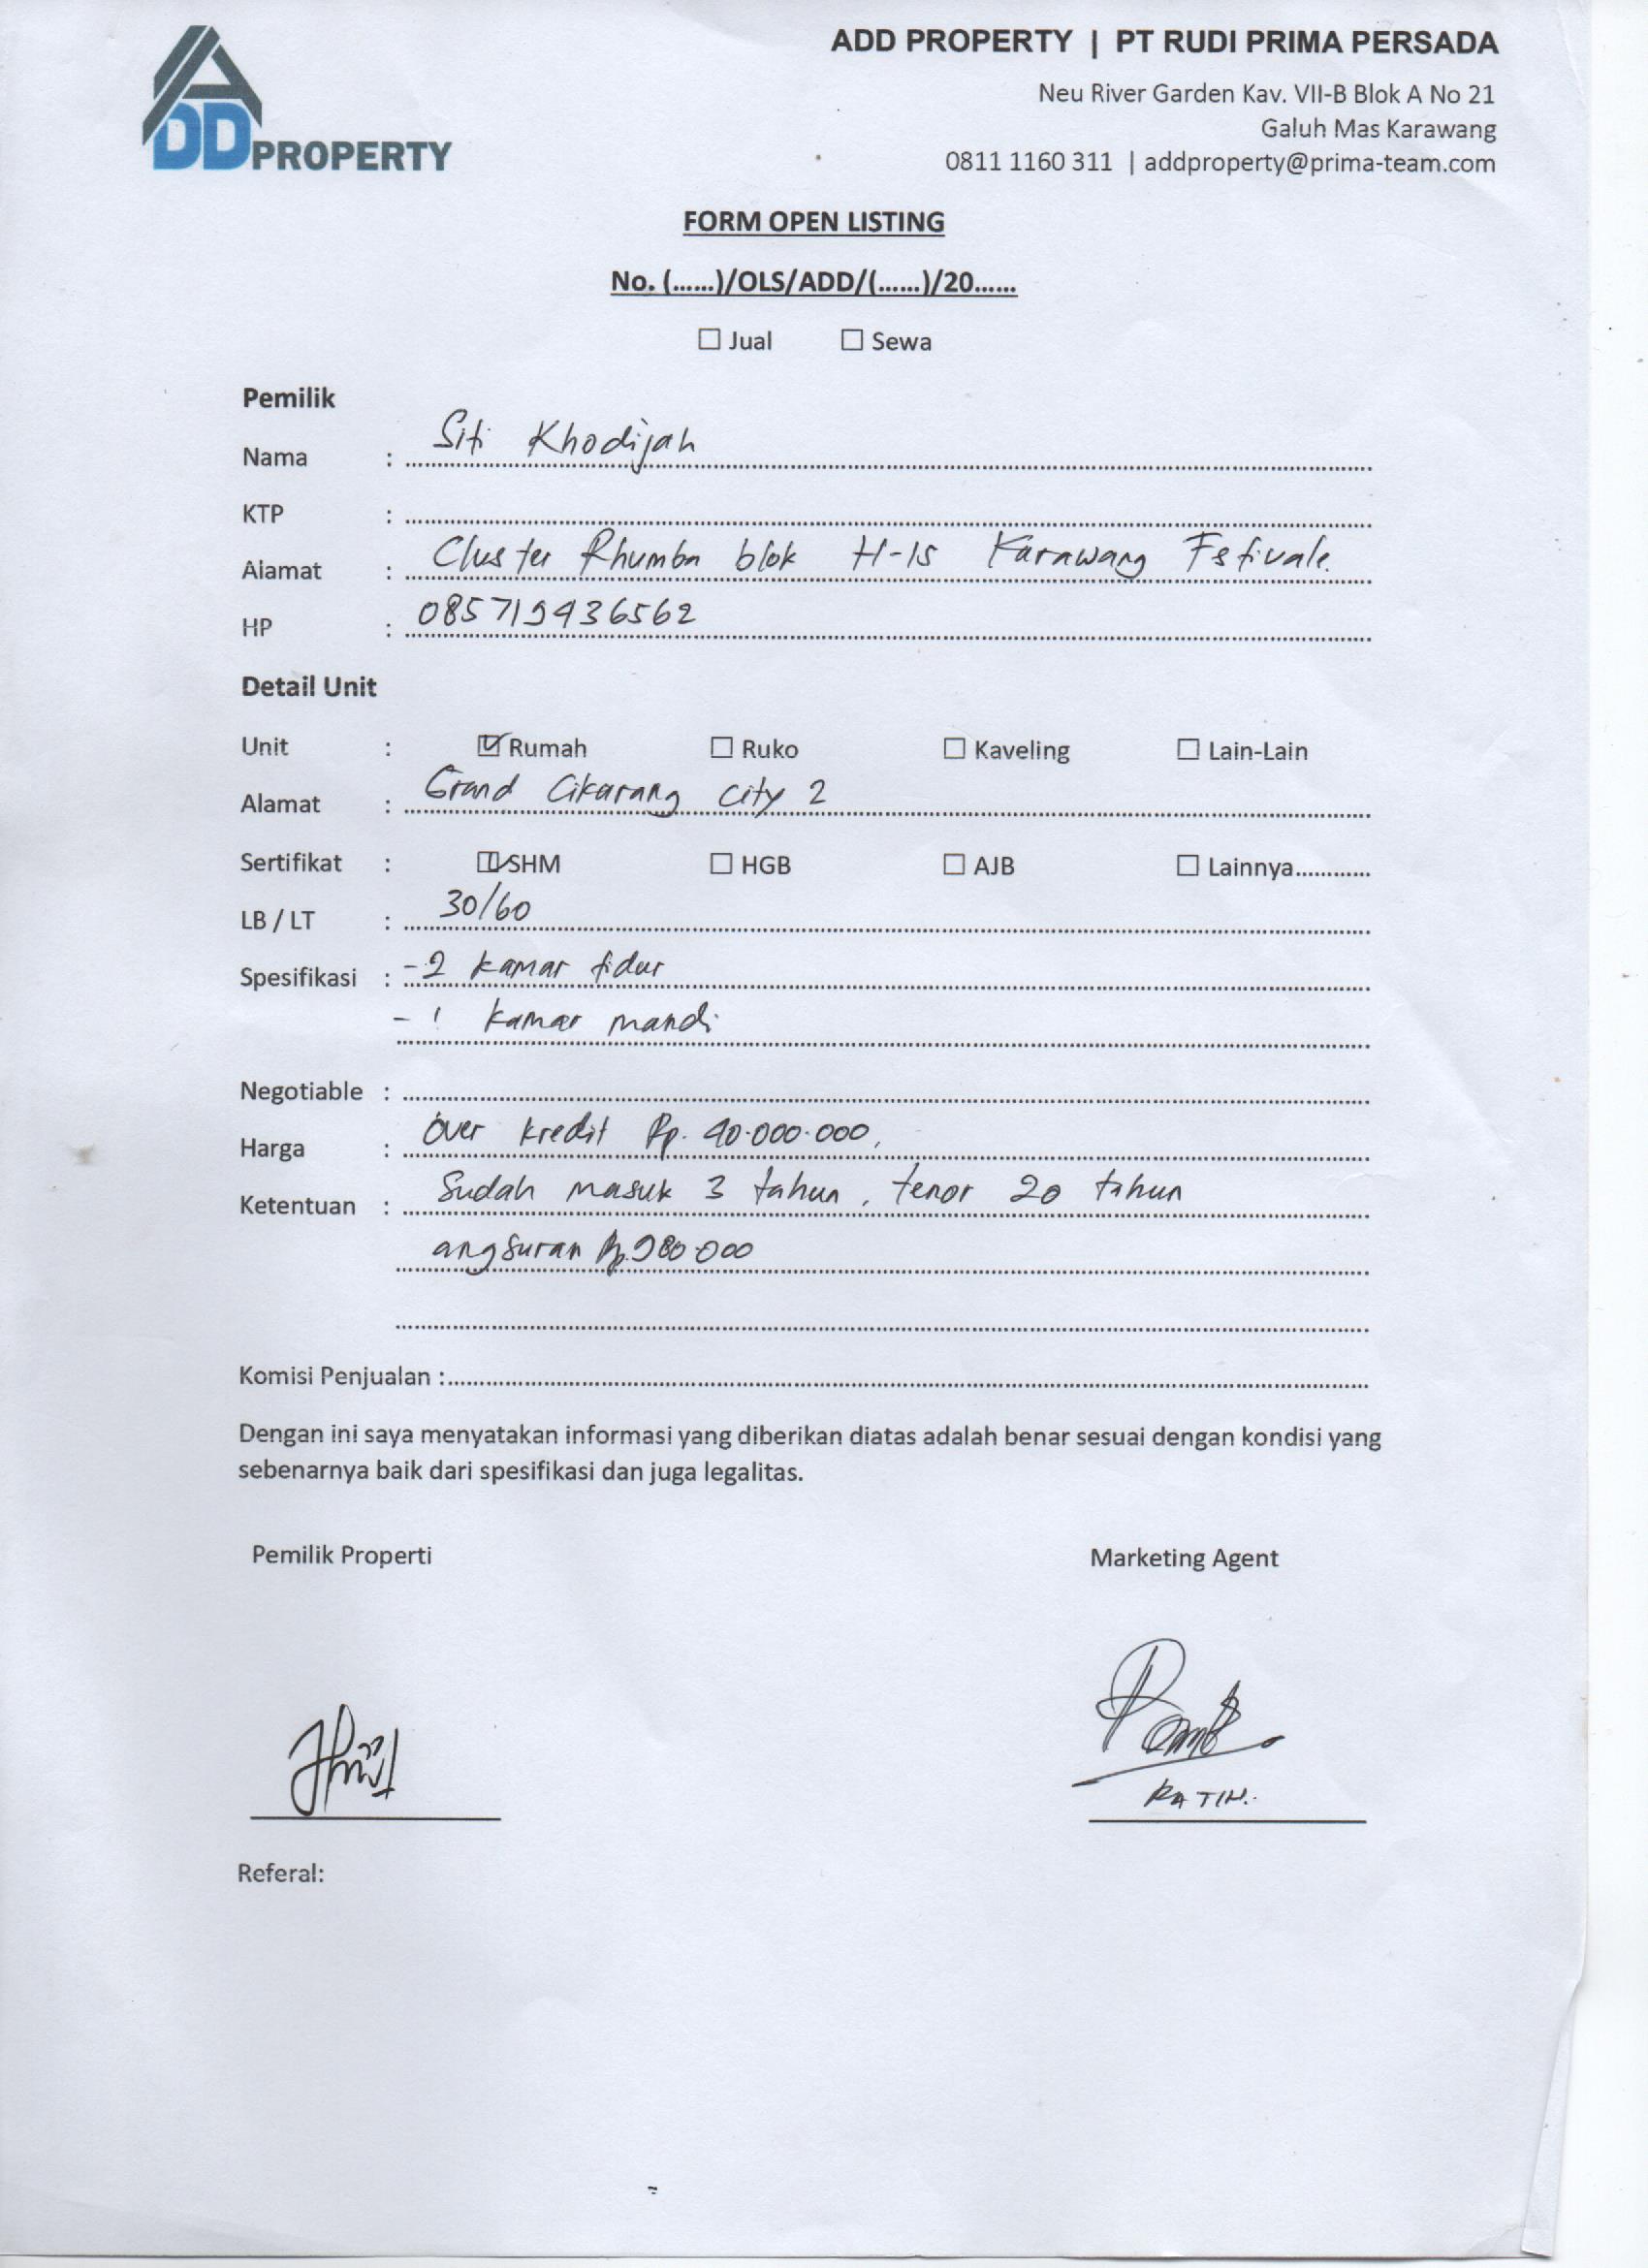 ADD PROPERTY
ADD PROPERTY | PT RUDI PRIMA PERSADA
Neu River Garden Kav. VII-B Blok A No 21
Galuh Mas Karawang
0811 1160 311 | addproperty@prima-team.com
FORM OPEN LISTING
No. (......)/OLS/ADD/(......)/20......
☐ Jual ☐ Sewa
Pemilik
Nama : Siti Khodijah
KTP :
Alamat : Cluster Rhumba blok H-15 Karawang Fstivale.
HP : 085719436562
Detail Unit
Unit : ☑ Rumah ☐ Ruko ☐ Kaveling ☐ Lain-Lain
Alamat : Grand Cikarang City 2
Sertifikat : ☑ SHM ☐ HGB ☐ AJB ☐ Lainnya............
LB / LT : 30/60
Spesifikasi : - 2 kamar tidur
- 1 kamar mandi
Negotiable :
Harga : Over kredit Rp. 40.000.000,
Ketentuan : Sudah masuk 3 tahun, tenor 20 tahun
angsuran Rp.980.000
Komisi Penjualan :
Dengan ini saya menyatakan informasi yang diberikan diatas adalah benar sesuai dengan kondisi yang
sebenarnya baik dari spesifikasi dan juga legalitas.
Pemilik Properti Marketing Agent
RATIH.
Referal: